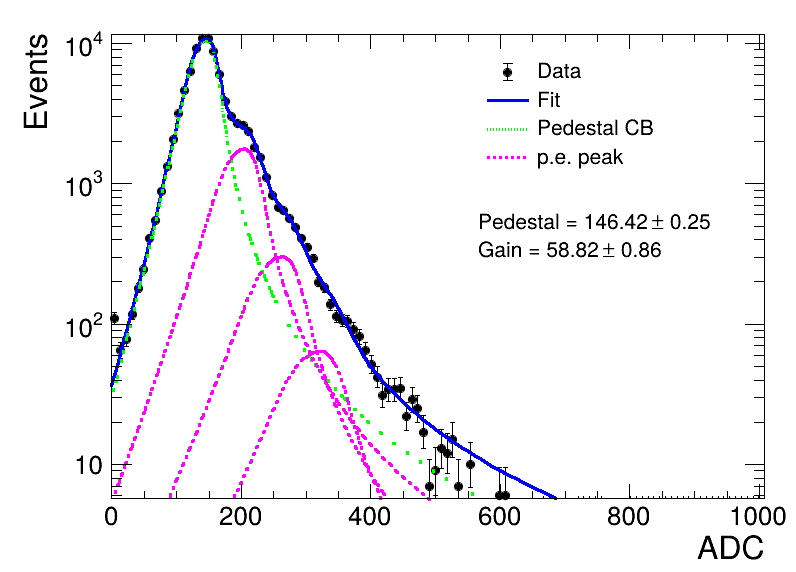 Events
10^4
10^3
10^2
10
0
200
400
600
800
1000
ADC
Data
Fit
Pedestal CB
p.e. peak
Pedestal = 146.42 ± 0.25
Gain = 58.82 ± 0.86